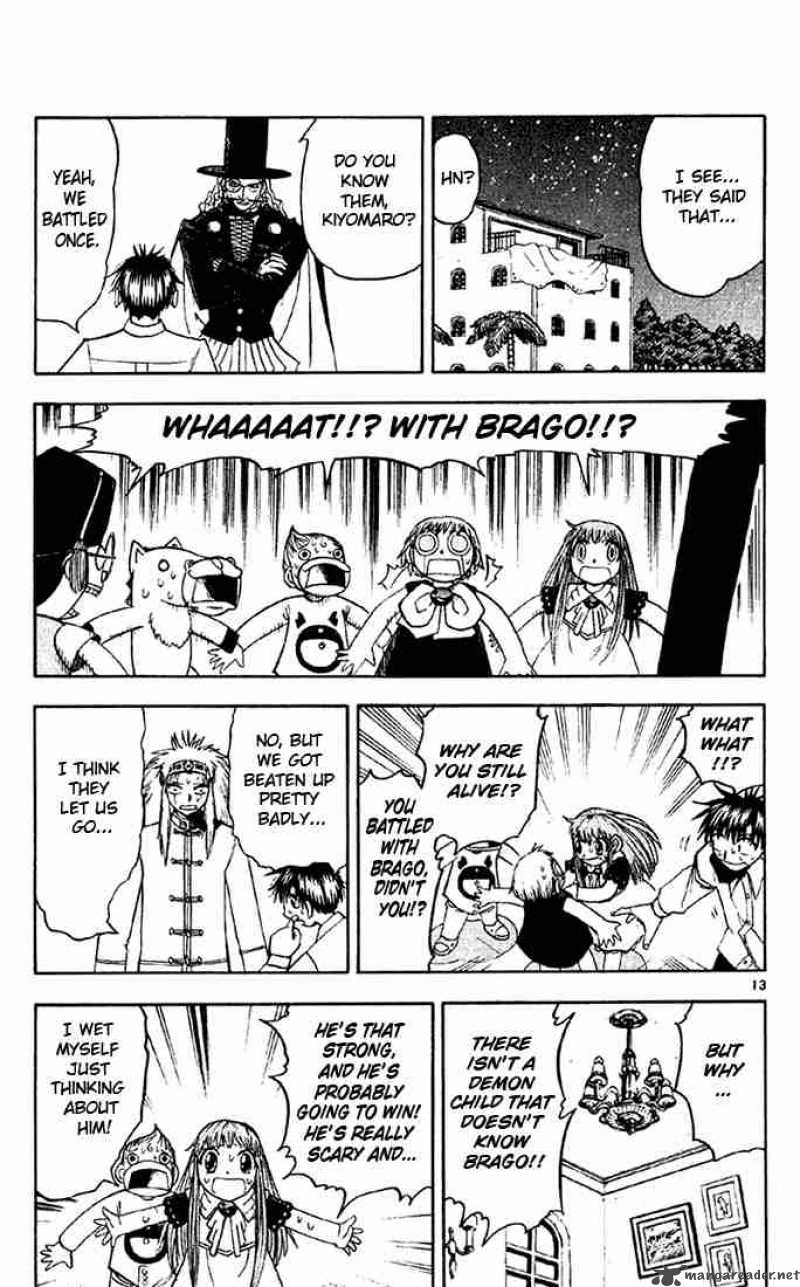 I SEE...
THEY SAID
THAT...
HN?
DO YOU
KNOW
THEM,
KIYOMARO?
YEAH,
WE
BATTLED
ONCE.
WHAAAAAT!!? WITH BRAGO!!?
WHAT
WHAT
!!?
WHY ARE
YOU STILL
ALIVE!?
YOU
BATTLED
WITH
BRAGO,
DIDN'T
YOU!?
NO, BUT
WE GOT
BEATEN UP
PRETTY
BADLY...
I THINK
THEY
LET US
GO...
13
BUT
WHY
...
THERE
ISN'T A
DEMON
CHILD THAT
DOESN'T
KNOW
BRAGO!!
HE'S THAT
STRONG,
AND HE'S
PROBABLY
GOING TO WIN!
HE'S REALLY
SCARY AND...
I WET
MYSELF
JUST
THINKING
ABOUT
HIM!
mangareader.net